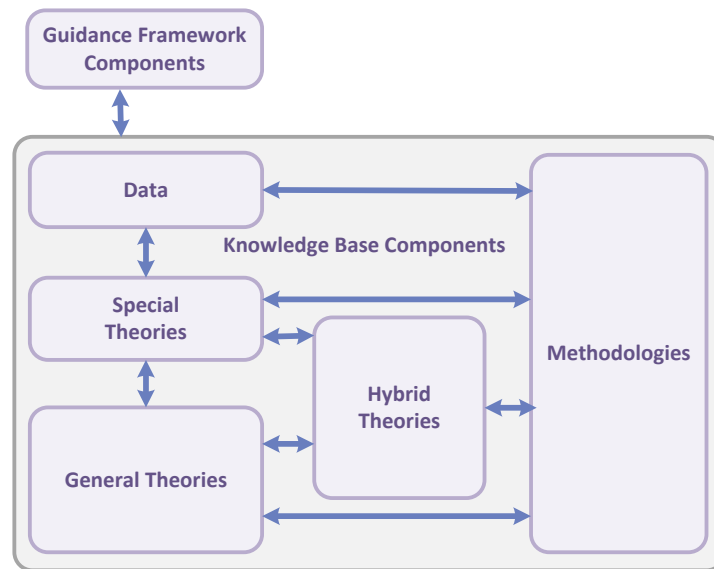 Guidance Framework
Components
Data
Knowledge Base Components
Special
Theories
Hybrid
Theories
Methodologies
General Theories